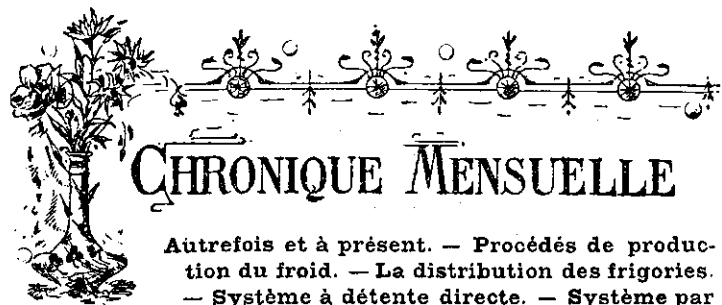 CHRONIQUE MENSUELLE
Autrefois et à présent. — Procédés de produc-
tion du froid. — La distribution des frigories.
— Système à détente directe. — Système par